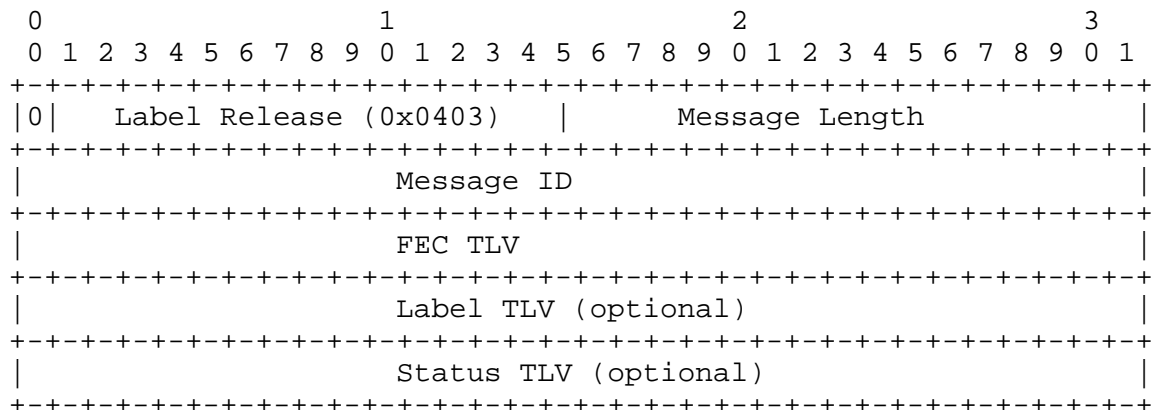 0                   1                   2                   3
 0 1 2 3 4 5 6 7 8 9 0 1 2 3 4 5 6 7 8 9 0 1 2 3 4 5 6 7 8 9 0 1
+-+-+-+-+-+-+-+-+-+-+-+-+-+-+-+-+-+-+-+-+-+-+-+-+-+-+-+-+-+-+-+-+
|0|   Label Release (0x0403)   |      Message Length            |
+-+-+-+-+-+-+-+-+-+-+-+-+-+-+-+-+-+-+-+-+-+-+-+-+-+-+-+-+-+-+-+-+
|                     Message ID                                |
+-+-+-+-+-+-+-+-+-+-+-+-+-+-+-+-+-+-+-+-+-+-+-+-+-+-+-+-+-+-+-+-+
|                     FEC TLV                                   |
+-+-+-+-+-+-+-+-+-+-+-+-+-+-+-+-+-+-+-+-+-+-+-+-+-+-+-+-+-+-+-+-+
|                     Label TLV (optional)                      |
+-+-+-+-+-+-+-+-+-+-+-+-+-+-+-+-+-+-+-+-+-+-+-+-+-+-+-+-+-+-+-+-+
|                     Status TLV (optional)                     |
+-+-+-+-+-+-+-+-+-+-+-+-+-+-+-+-+-+-+-+-+-+-+-+-+-+-+-+-+-+-+-+-+